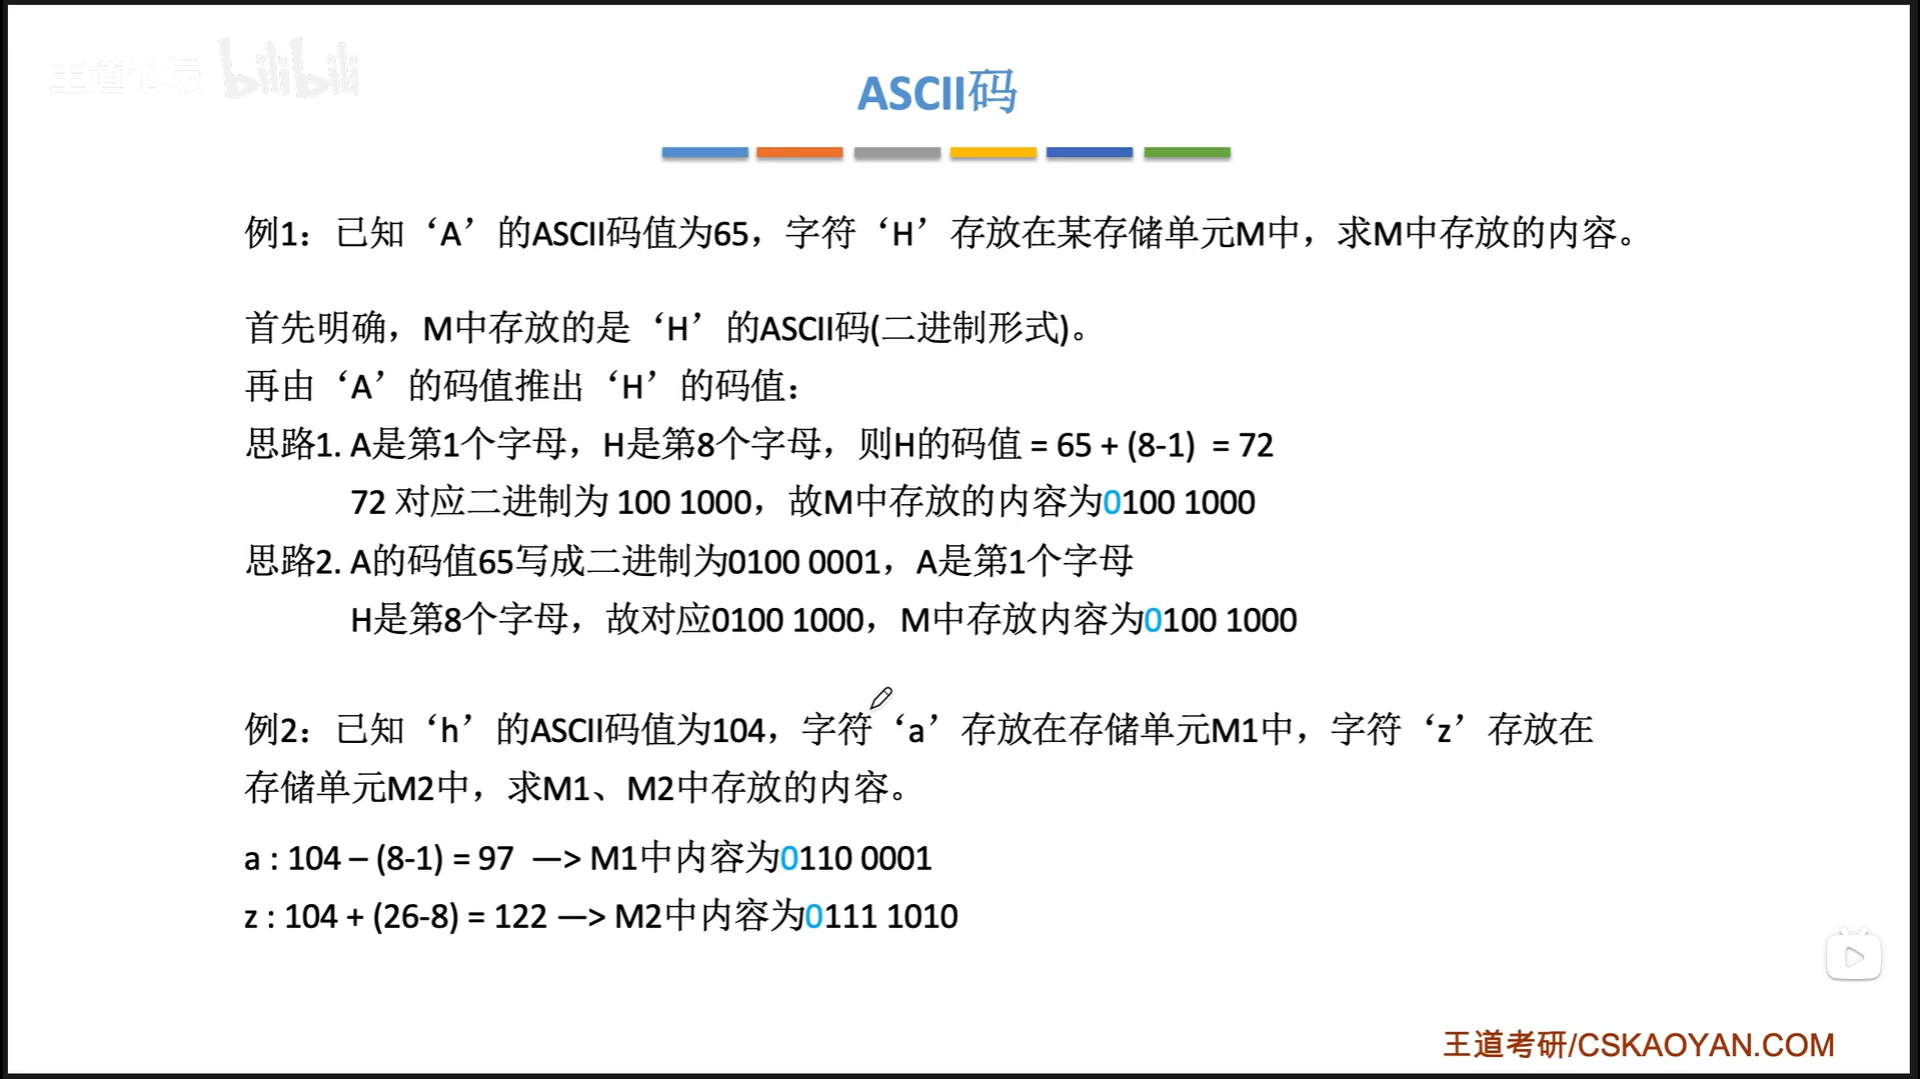 王道论坛 bilibili
ASCII码
例1：已知‘A’的ASCII码值为65，字符‘H’存放在某存储单元M中，求M中存放的内容。
首先明确，M中存放的是‘H’的ASCII码(二进制形式)。
再由‘A’的码值推出‘H’的码值：
思路1. A是第1个字母，H是第8个字母，则H的码值 = 65 + (8-1) = 72
72 对应二进制为 100 1000，故M中存放的内容为0100 1000
思路2. A的码值65写成二进制为0100 0001，A是第1个字母
H是第8个字母，故对应0100 1000，M中存放内容为0100 1000
例2：已知‘h’的ASCII码值为104，字符‘a’存放在存储单元M1中，字符‘z’存放在
存储单元M2中，求M1、M2中存放的内容。
a : 104 – (8-1) = 97 —> M1中内容为0110 0001
z : 104 + (26-8) = 122 —> M2中内容为0111 1010
王道考研/CSKAOYAN.COM